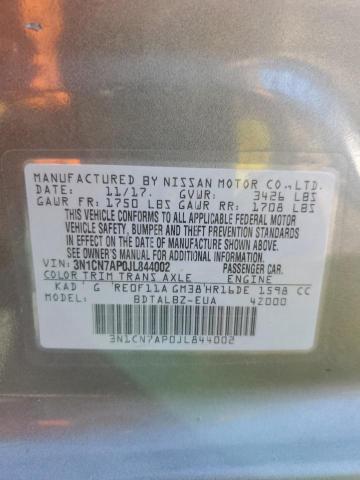 MANUFACTURED BY NISSAN MOTOR CO.,LTD.
DATE: 11/17. GVWR: 3426 LBS
GAWR FR: 1750 LBS GAWR RR: 1708 LBS
THIS VEHICLE CONFORMS TO ALL APPLICABLE FEDERAL MOTOR
VEHICLE SAFETY, BUMPER AND THEFT PREVENTION STANDARDS
IN EFFECT ON THE DATE OF MANUFACTURE SHOWN ABOVE.
*SEE OWNER'S MANUAL FOR ADDITIONAL INFORMATION.
VIN: 3N1CN7AP0JL844002 PASSENGER CAR.
COLOR TRIM TRANS AXLE ENGINE
KAD G RE0F11A GM38 HR16DE 1598 CC
MODEL: BDTALBZ-EUA 42000
3N1CN7AP0JL844002